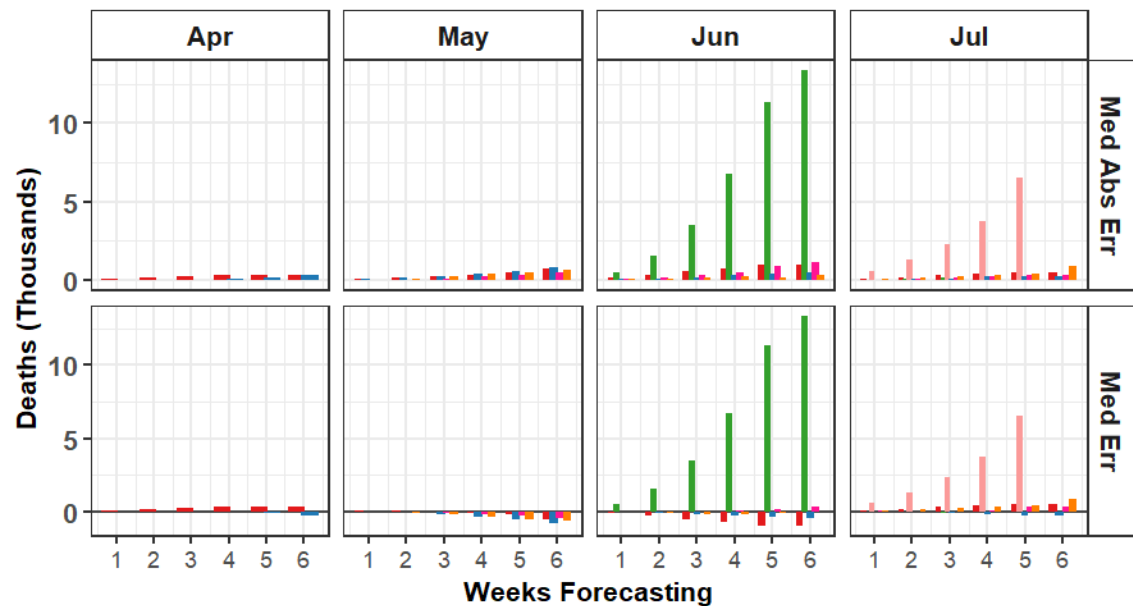 Apr May Jun Jul
Med Abs Err
10
5
0
Deaths (Thousands)
Med Err
10
5
0
1 2 3 4 5 6 1 2 3 4 5 6 1 2 3 4 5 6 1 2 3 4 5 6
Weeks Forecasting